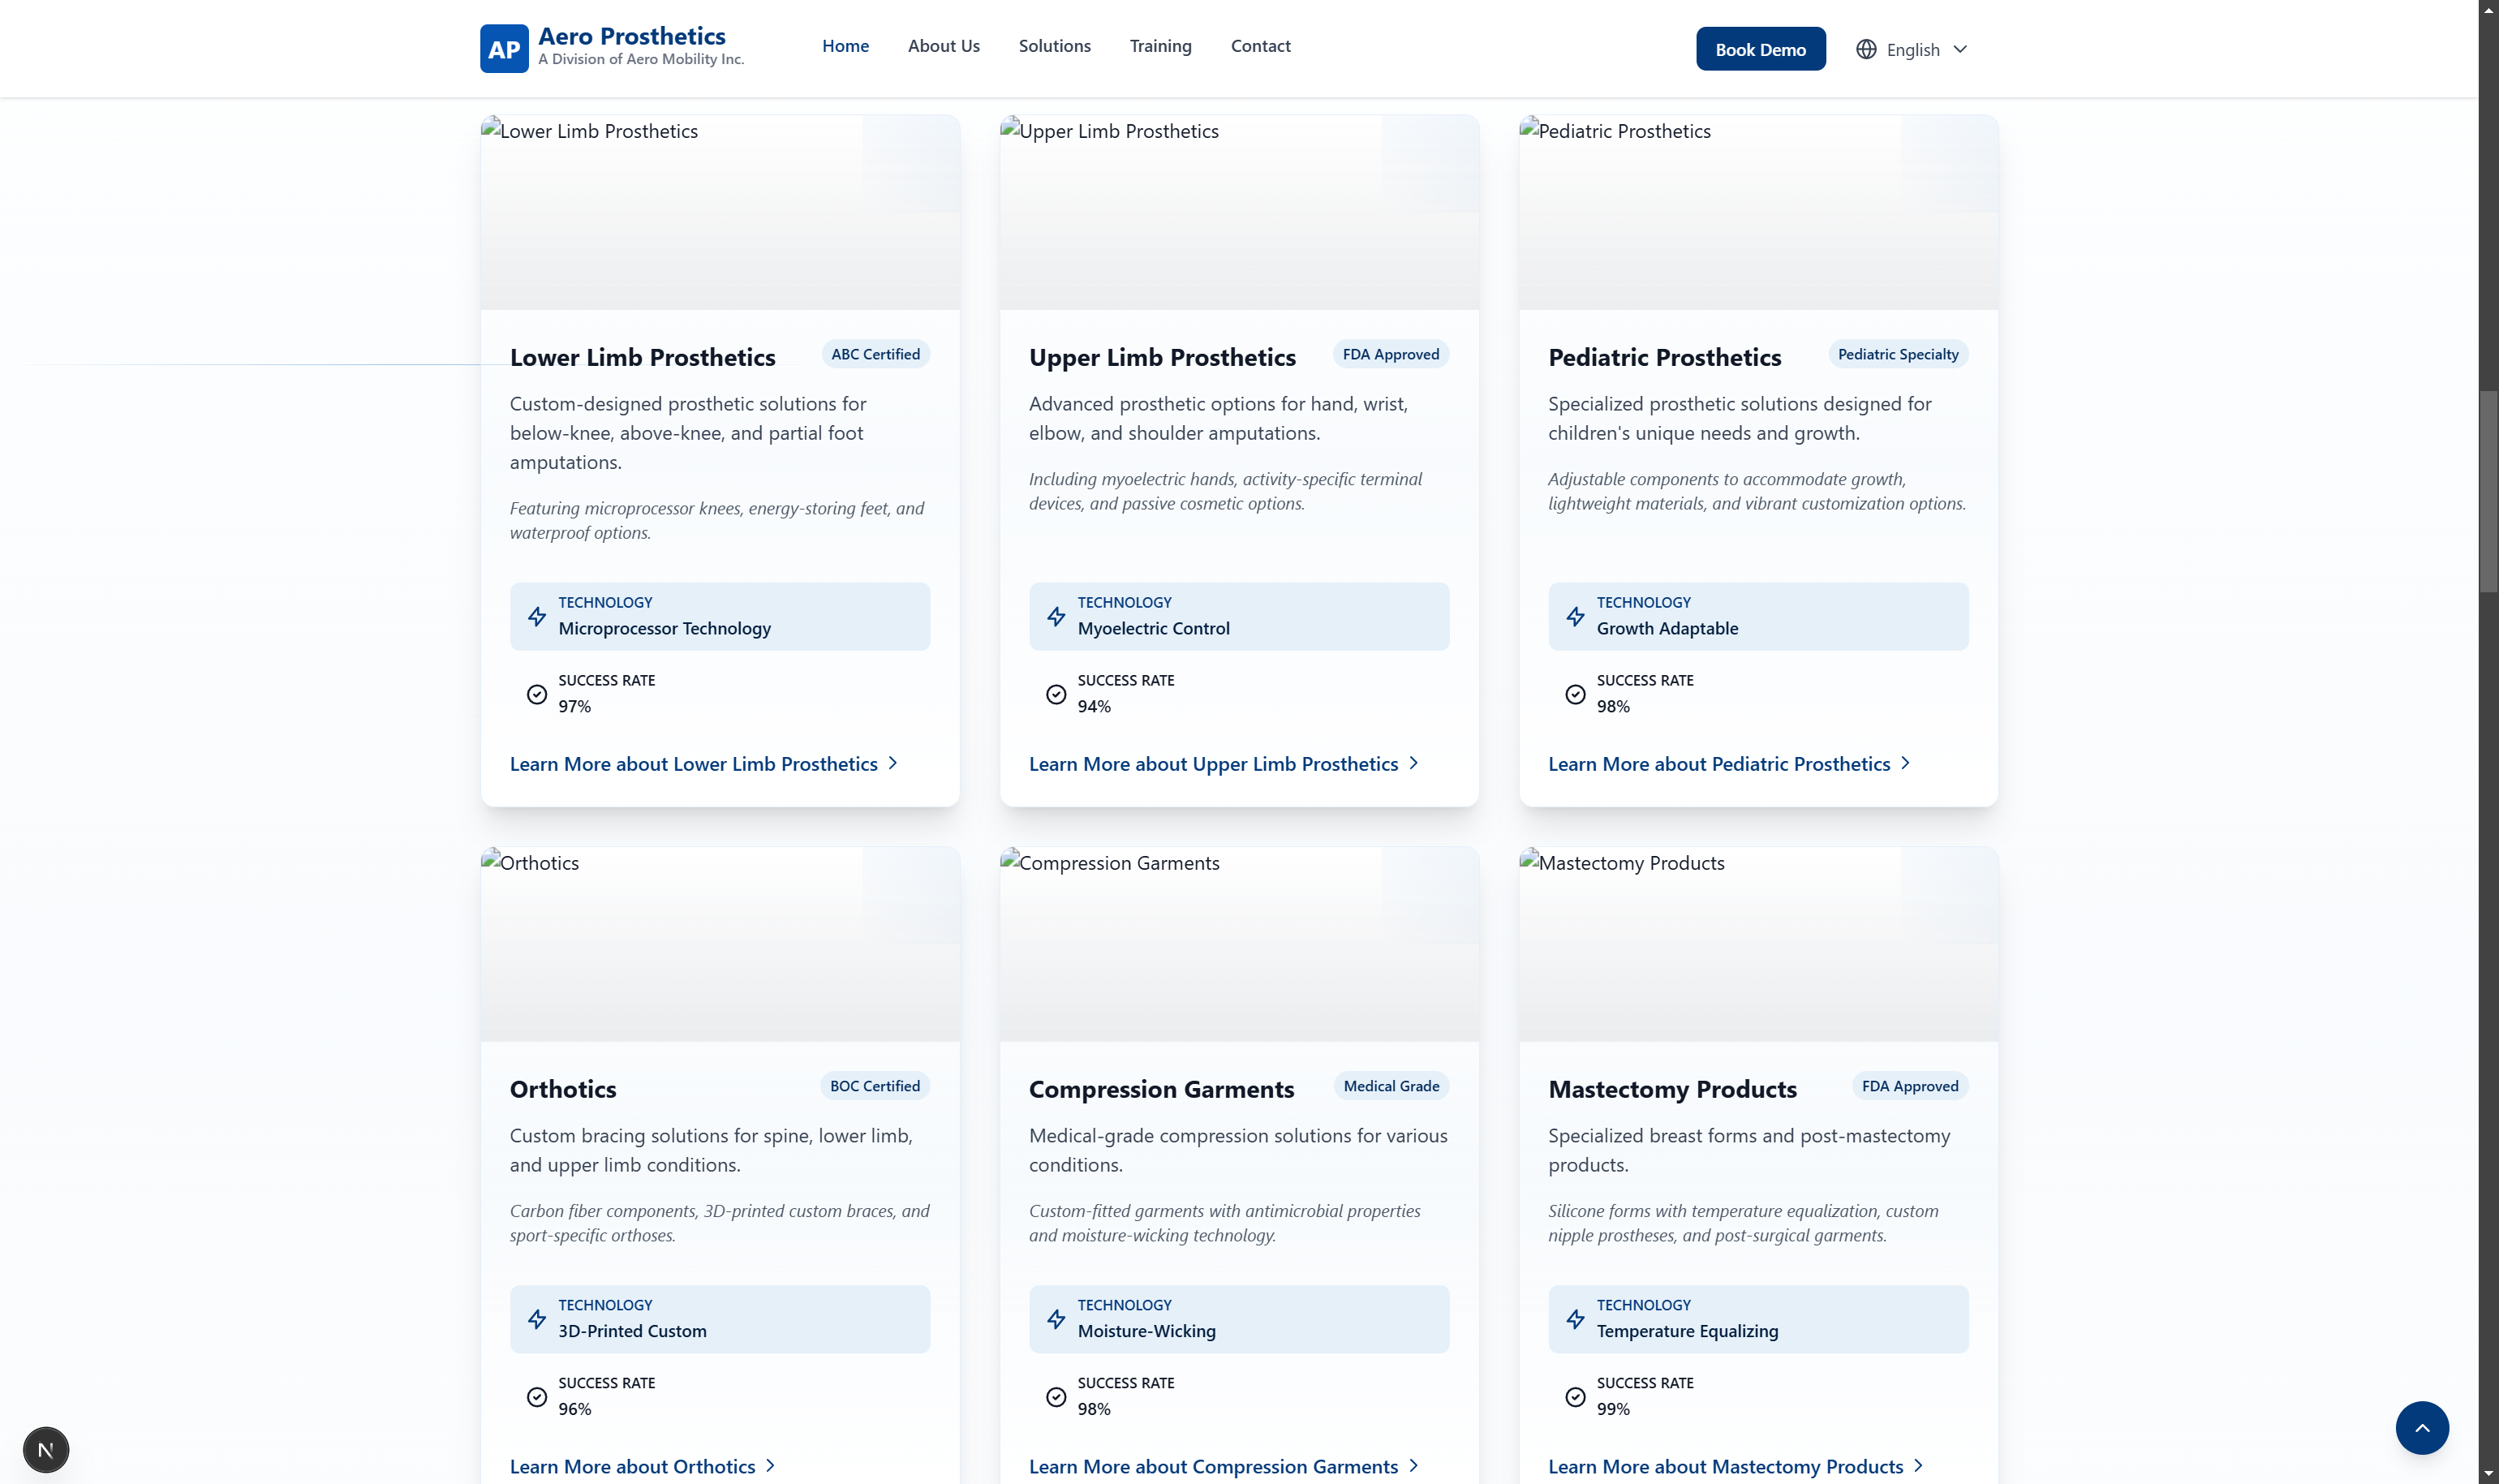 AP
Aero Prosthetics
A Division of Aero Mobility Inc.
Home
About Us
Solutions
Training
Contact
Book Demo
English
Lower Limb Prosthetics
Upper Limb Prosthetics
Pediatric Prosthetics
Lower Limb Prosthetics
ABC Certified
Custom-designed prosthetic solutions for
below-knee, above-knee, and partial foot
amputations.
Featuring microprocessor knees, energy-storing feet, and
waterproof options.
TECHNOLOGY
Microprocessor Technology
SUCCESS RATE
97%
Learn More about Lower Limb Prosthetics
Upper Limb Prosthetics
FDA Approved
Advanced prosthetic options for hand, wrist,
elbow, and shoulder amputations.
Including myoelectric hands, activity-specific terminal
devices, and passive cosmetic options.
TECHNOLOGY
Myoelectric Control
SUCCESS RATE
94%
Learn More about Upper Limb Prosthetics
Pediatric Prosthetics
Pediatric Specialty
Specialized prosthetic solutions designed for
children's unique needs and growth.
Adjustable components to accommodate growth,
lightweight materials, and vibrant customization options.
TECHNOLOGY
Growth Adaptable
SUCCESS RATE
98%
Learn More about Pediatric Prosthetics
Orthotics
Compression Garments
Mastectomy Products
Orthotics
BOC Certified
Custom bracing solutions for spine, lower limb,
and upper limb conditions.
Carbon fiber components, 3D-printed custom braces, and
sport-specific orthoses.
TECHNOLOGY
3D-Printed Custom
SUCCESS RATE
96%
Learn More about Orthotics
Compression Garments
Medical Grade
Medical-grade compression solutions for various
conditions.
Custom-fitted garments with antimicrobial properties
and moisture-wicking technology.
TECHNOLOGY
Moisture-Wicking
SUCCESS RATE
98%
Learn More about Compression Garments
Mastectomy Products
FDA Approved
Specialized breast forms and post-mastectomy
products.
Silicone forms with temperature equalization, custom
nipple prostheses, and post-surgical garments.
TECHNOLOGY
Temperature Equalizing
SUCCESS RATE
99%
Learn More about Mastectomy Products
N